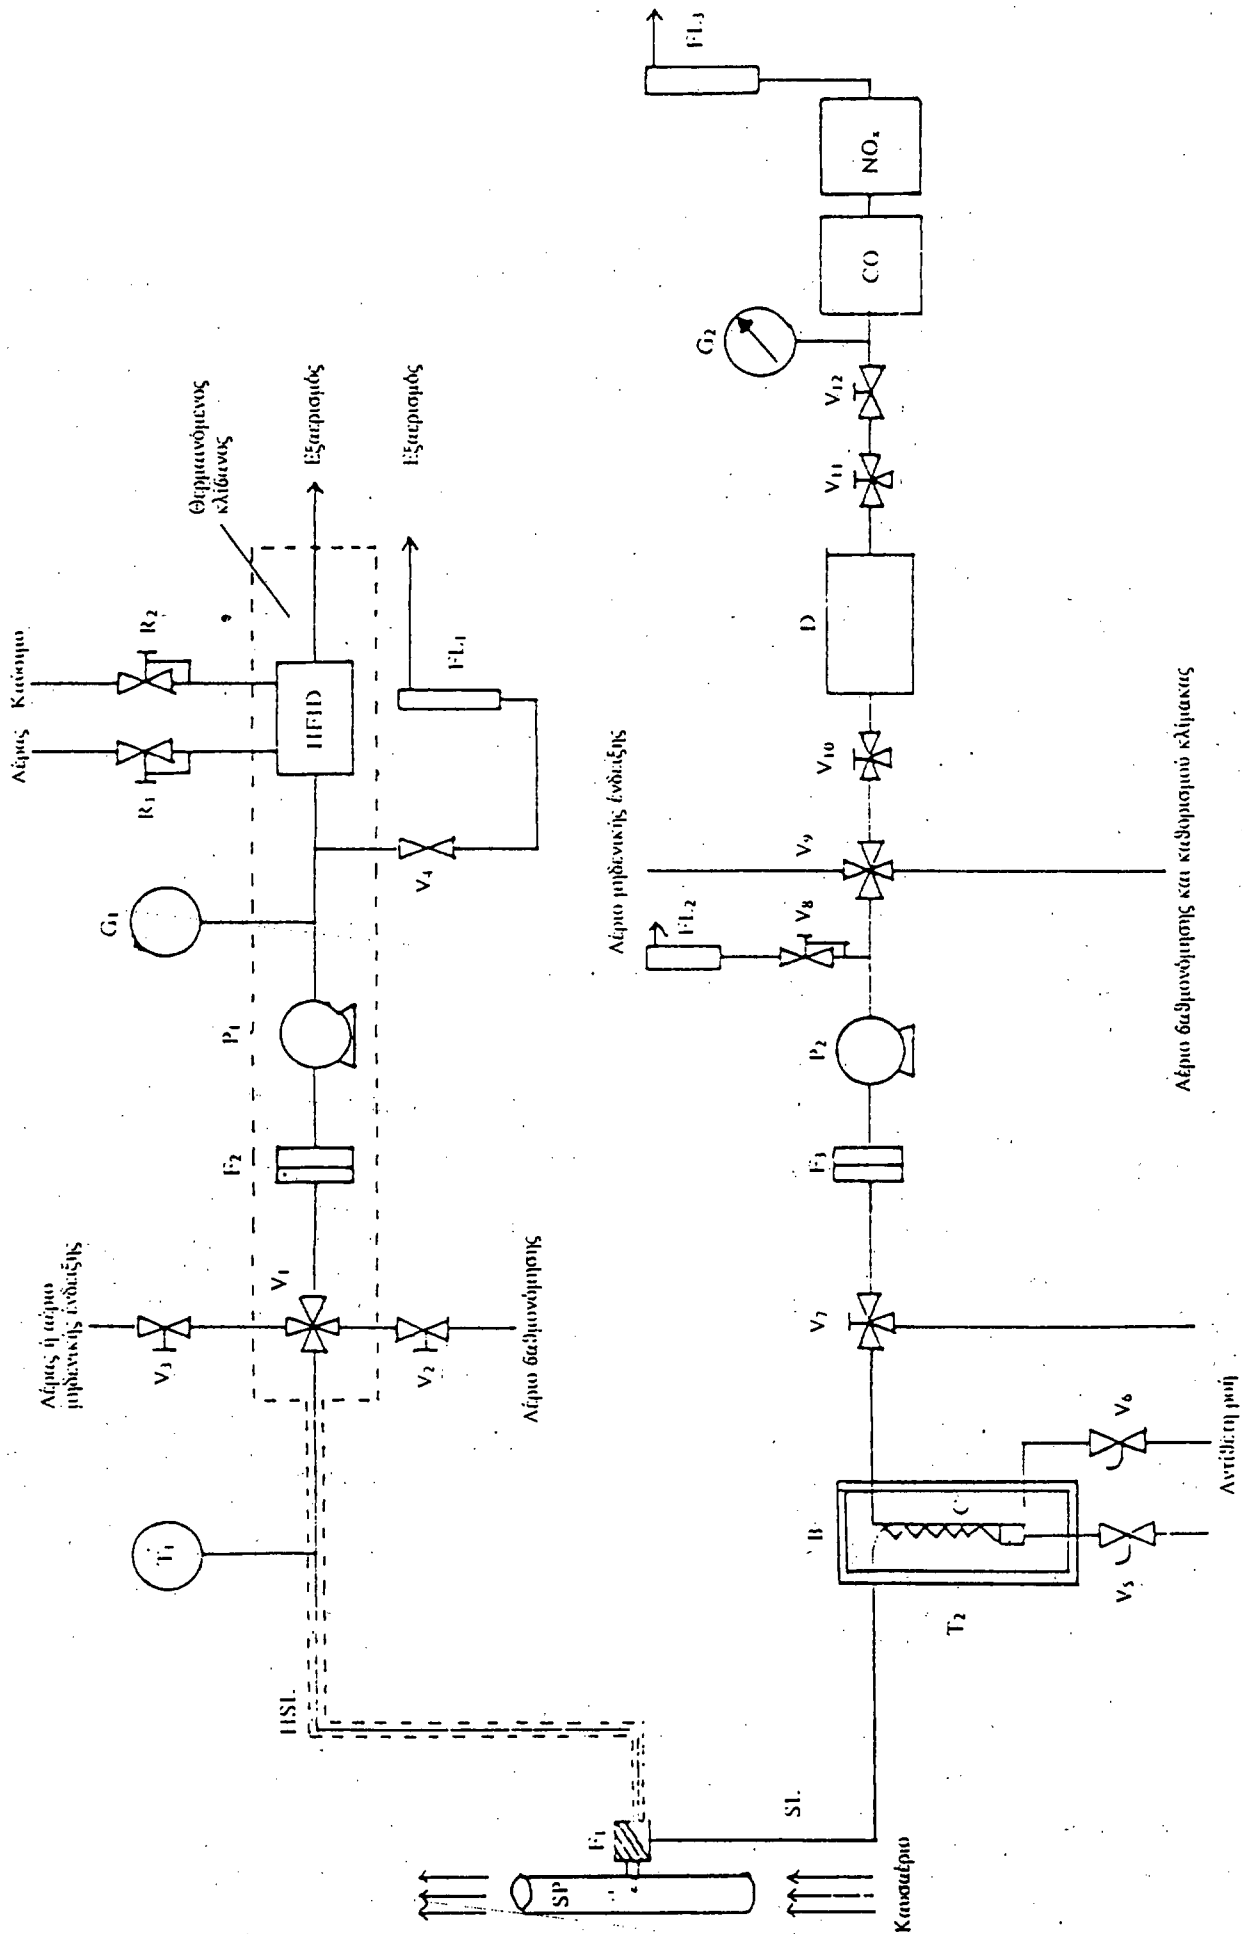 Καυσαέριο
SP
F₁
SL
HSL
T₁
Αέρας ή αέριο
μηδενικής ένδειξης
V₃
V₁
V₂
Αέριο βαθμονόμησης
F₂
P₁
G₁
V₄
FL₁
Αέρας
Καύσιμο
R₁
R₂
HFID
Θερμαινόμενος
κλίβανος
Εξαερισμός
Εξαερισμός
T₂
B
C
V₅
V₆
Αντίθετη ροή
V₇
F₃
P₂
FL₂
V₈
Αέριο μηδενικής ένδειξης
V₉
Αέριο βαθμονόμησης και καθορισμού κλίμακας
V₁₀
D
V₁₁
V₁₂
G₂
CO
NOₓ
FL₃